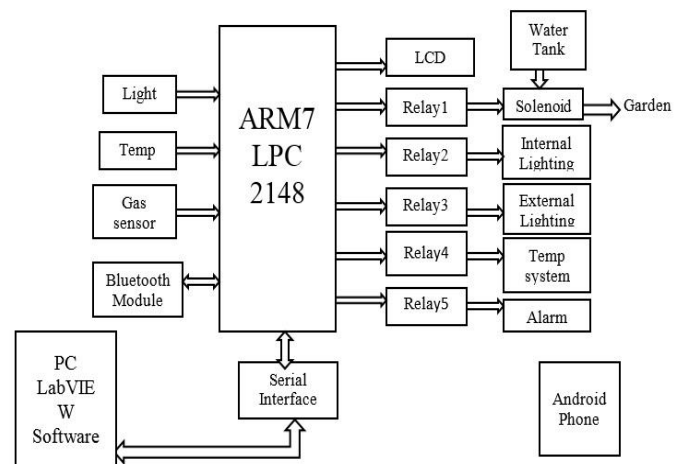 Water
Tank
LCD
Light
Relay1
Solenoid
Garden
ARM7
LPC
2148
Temp
Relay2
Internal
Lighting
Gas
sensor
Relay3
External
Lighting
Relay4
Temp
system
Bluetooth
Module
Relay5
Alarm
PC
LabVIE
W
Software
Serial
Interface
Android
Phone